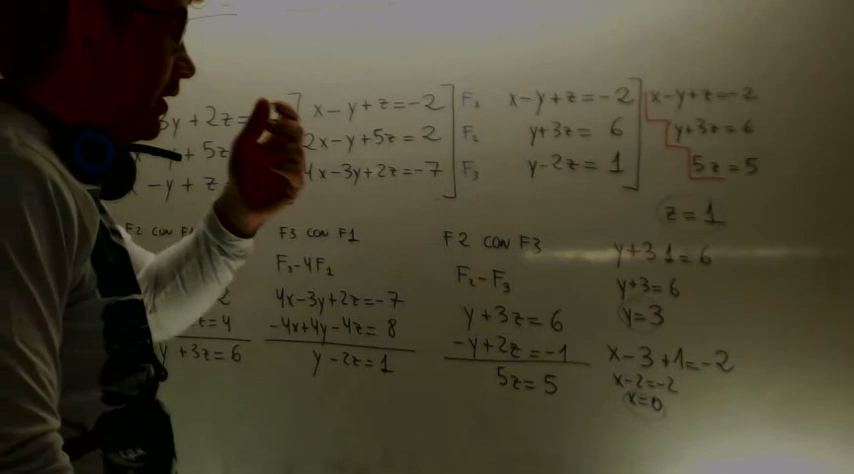 3y+2z=
y+5z
x-y+z
x-y+z=-2
2x-y+5z=2
4x-3y+2z=-7
F₁
F₂
F₃
x-y+z=-2
y+3z=6
y-2z=1
x-y+z=-2
y+3z=6
5z=5
z=1
y+3·1=6
y+3=6
y=3
x-3+1=-2
x-2=-2
x=0
F2 CON F1
2
z=4
y+3z=6
F3 CON F1
F₃-4F₁
4x-3y+2z=-7
-4x+4y-4z=8
y-2z=1
F2 CON F3
F₂-F₃
y+3z=6
-y+2z=-1
5z=5